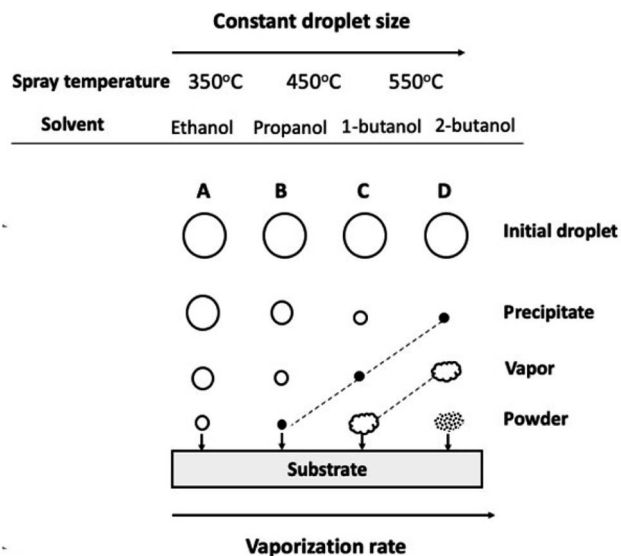 Constant droplet size
Spray temperature 350°C 450°C 550°C
Solvent Ethanol Propanol 1-butanol 2-butanol
A B C D
Initial droplet
Precipitate
Vapor
Powder
Substrate
Vaporization rate